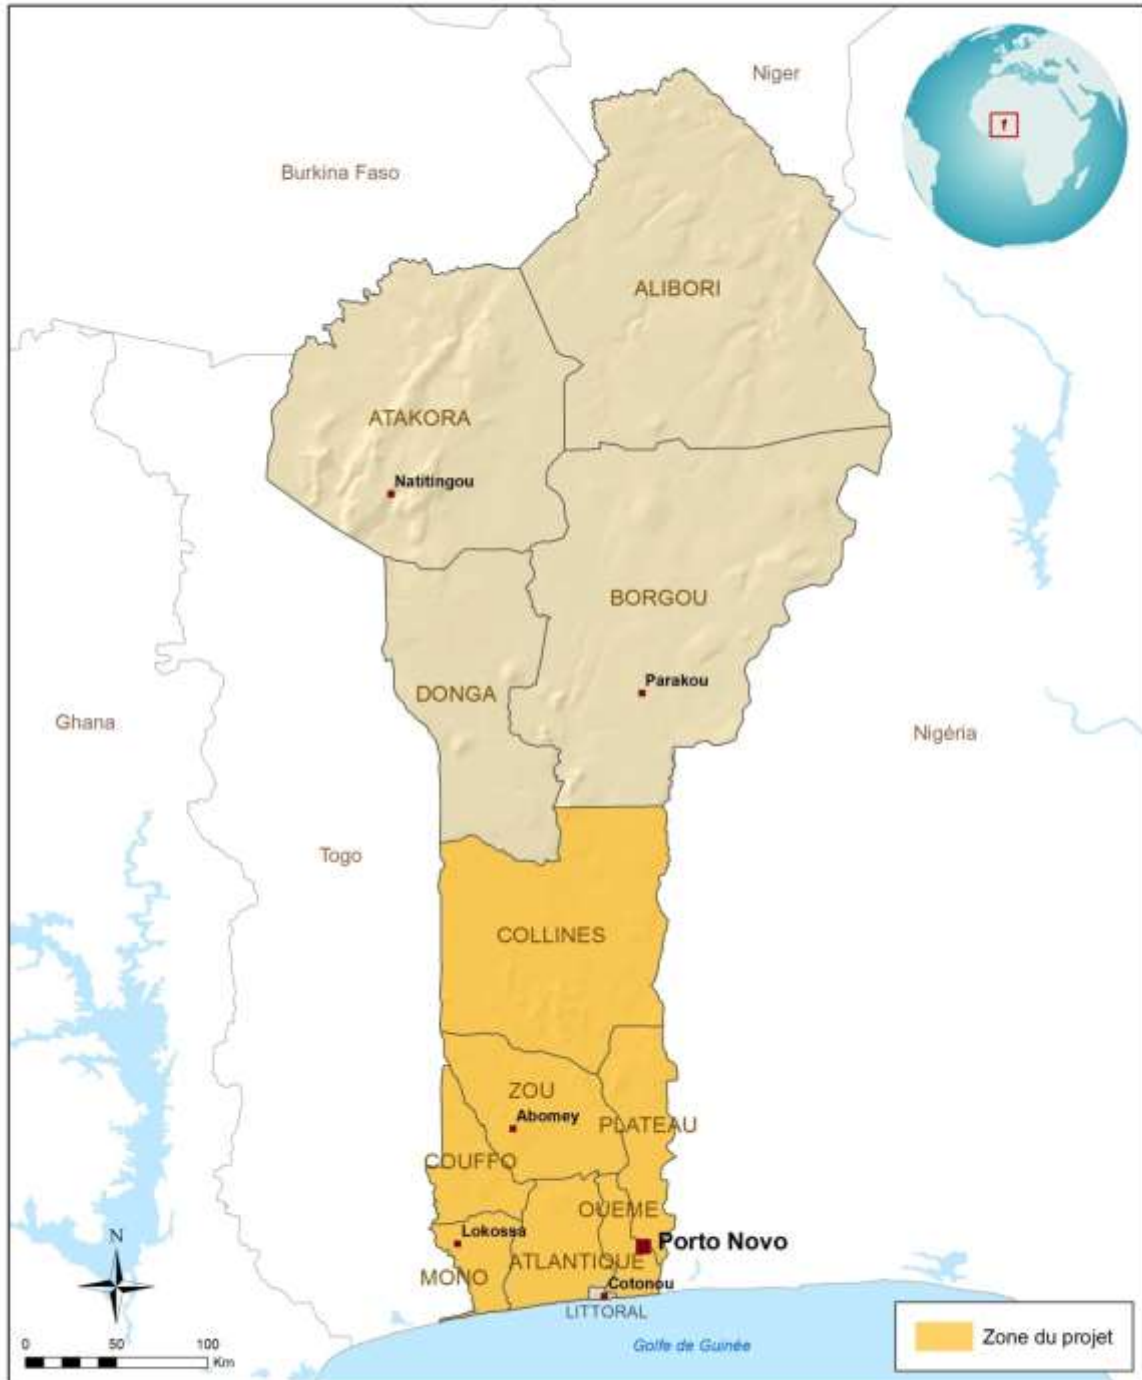 Niger
Burkina Faso
ALIBORI
ATAKORA
Natitingou
BORGOU
Parakou
DONGA
Ghana
Nigéria
Togo
COLLINES
ZOU
Abomey
PLATEAU
COUFFO
OUEME
Lokossa
Porto Novo
ATLANTIQUE
MONO
Cotonou
LITTORAL
N
Golfe de Guinée
Zone du projet
0 50 100
Km